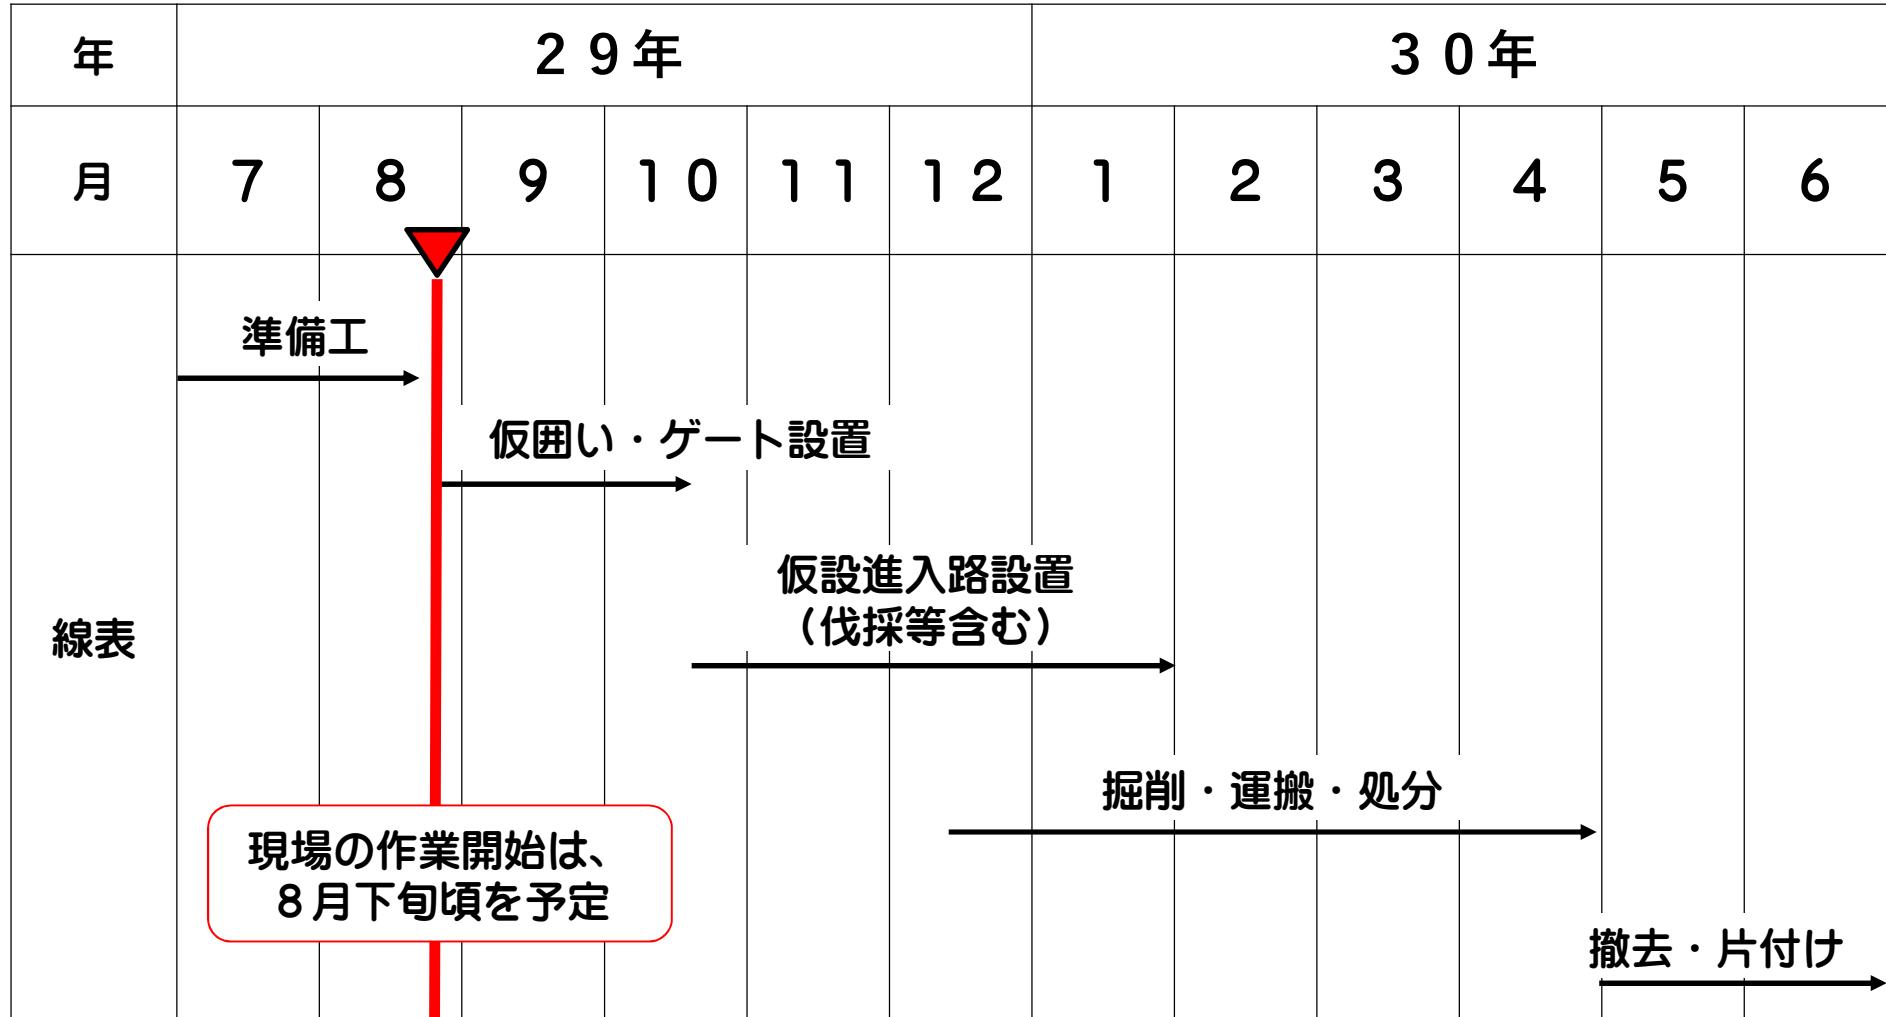 年 29年 30年
月 7 8 9 10 11 12 1 2 3 4 5 6
準備工
仮囲い・ゲート設置
仮設進入路設置
（伐採等含む）
線表
掘削・運搬・処分
現場の作業開始は、
8月下旬頃を予定
撤去・片付け